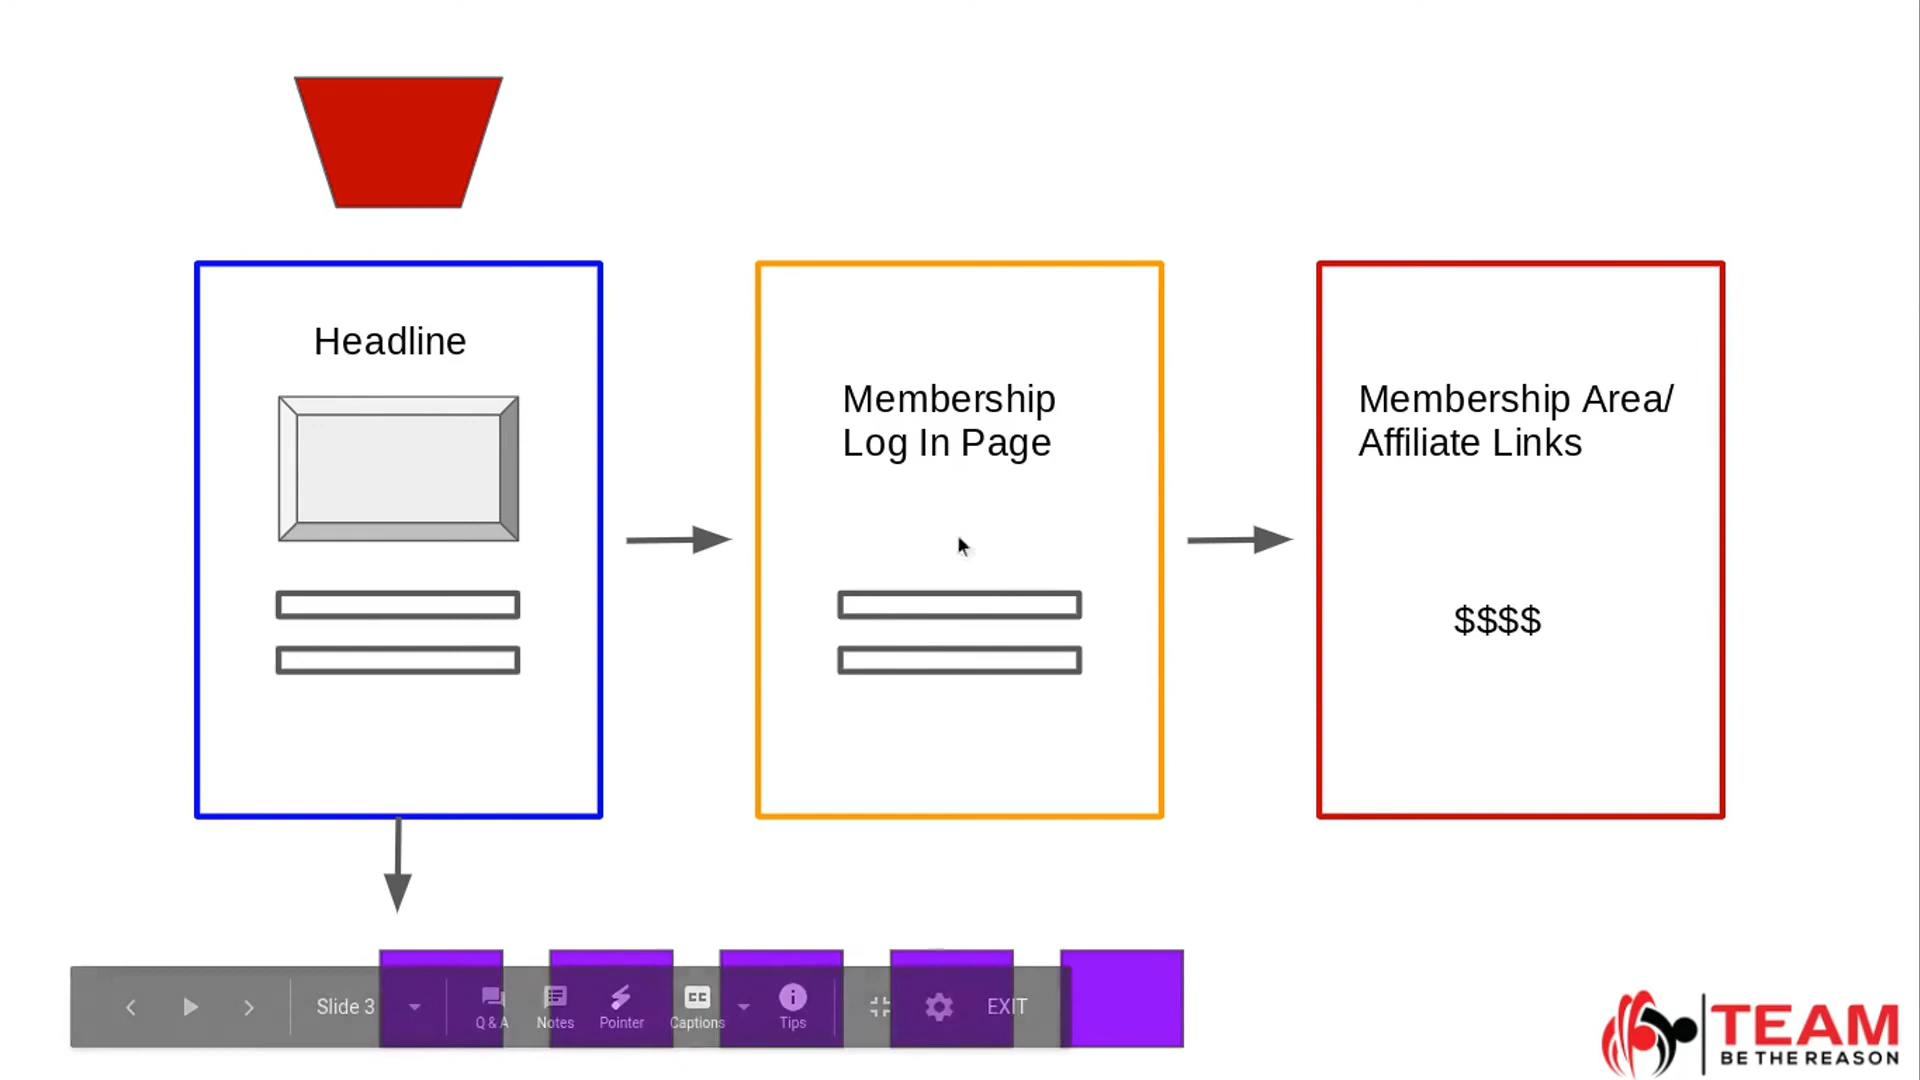 Headline
Membership
Log In Page
Membership Area/
Affiliate Links
$$$$
Slide 3
Q & A
Notes
Pointer
CC
Captions
Tips
EXIT
TEAM
BE THE REASON